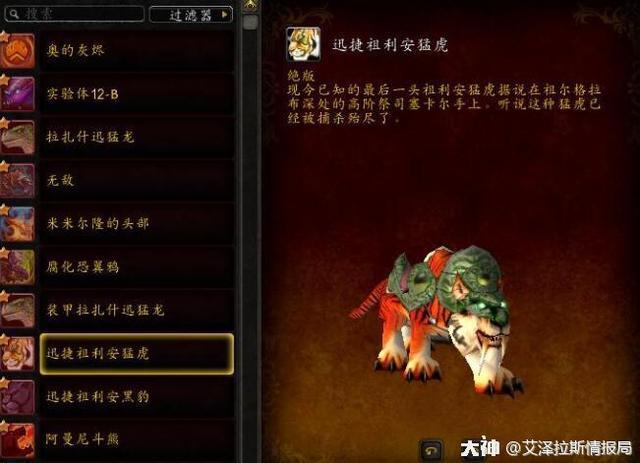 搜索
过滤器
奥的灰烬
实验体12-B
拉扎什迅猛龙
无敌
米米尔隆的头部
腐化恐翼鸦
装甲拉扎什迅猛龙
迅捷祖利安猛虎
迅捷祖利安黑豹
阿曼尼斗熊
迅捷祖利安猛虎
绝版
现今已知的最后一头祖利安猛虎据说在祖尔格拉
布深处的高阶祭司塞卡尔手上。听说这种猛虎已
经被捕杀殆尽了。
大神 @艾泽拉斯情报局